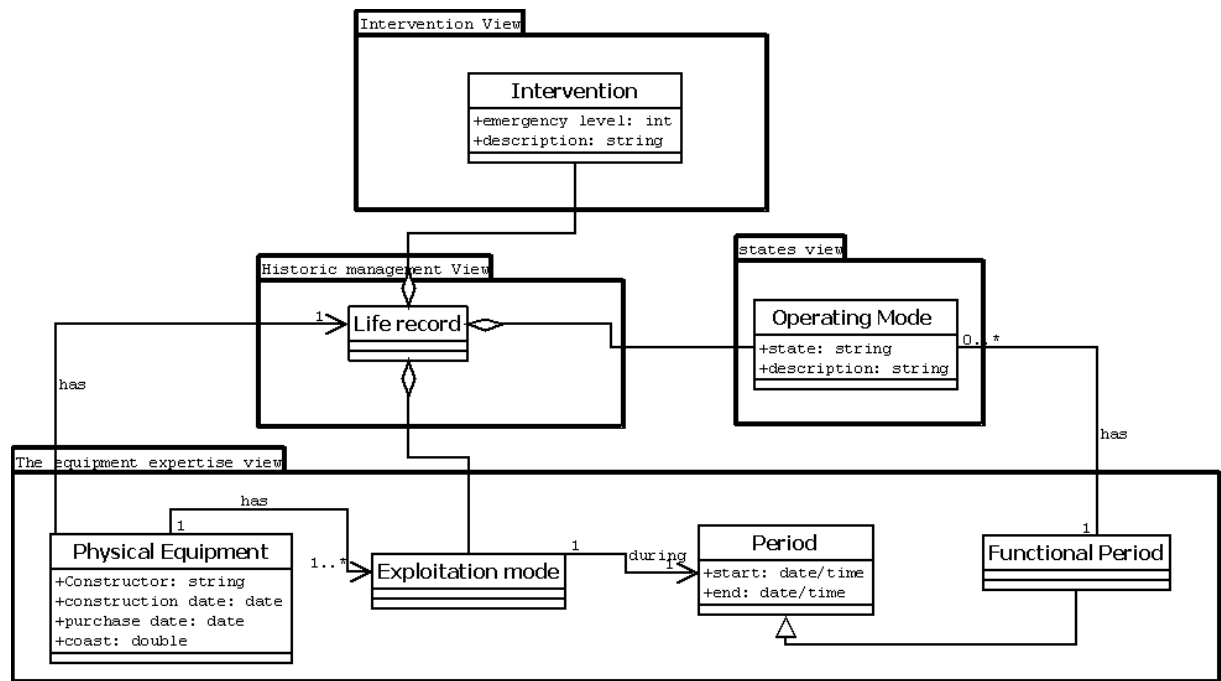 Intervention View
Intervention
+emergency level: int
+description: string
Historic management View
states view
1
Life record
Operating Mode
+state: string
+description: string
0..*
has
has
The equipment expertise view
has
1
Physical Equipment
+Constructor: string
+construction date: date
+purchase date: date
+coast: double
1..*
Exploitation mode
1
during
1
Period
+start: date/time
+end: date/time
1
Functional Period